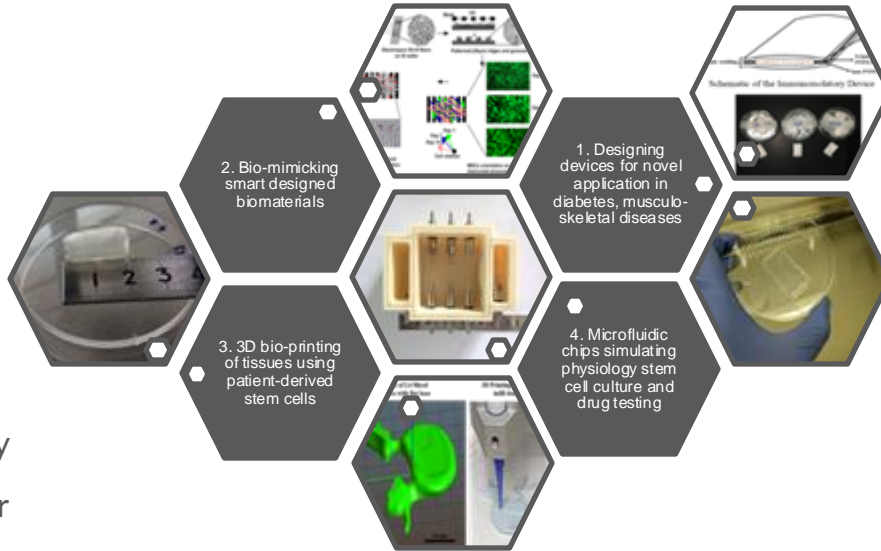 2. Bio-mimicking
smart designed
biomaterials
1. Designing
devices for novel
application in
diabetes, musculo-
skeletal diseases
Schematic of the Immunomodulatory Device
1 2 3
3. 3D bio-printing
of tissues using
patient-derived
stem cells
4. Microfluidic
chips simulating
physiology stem
cell culture and
drug testing
y
r